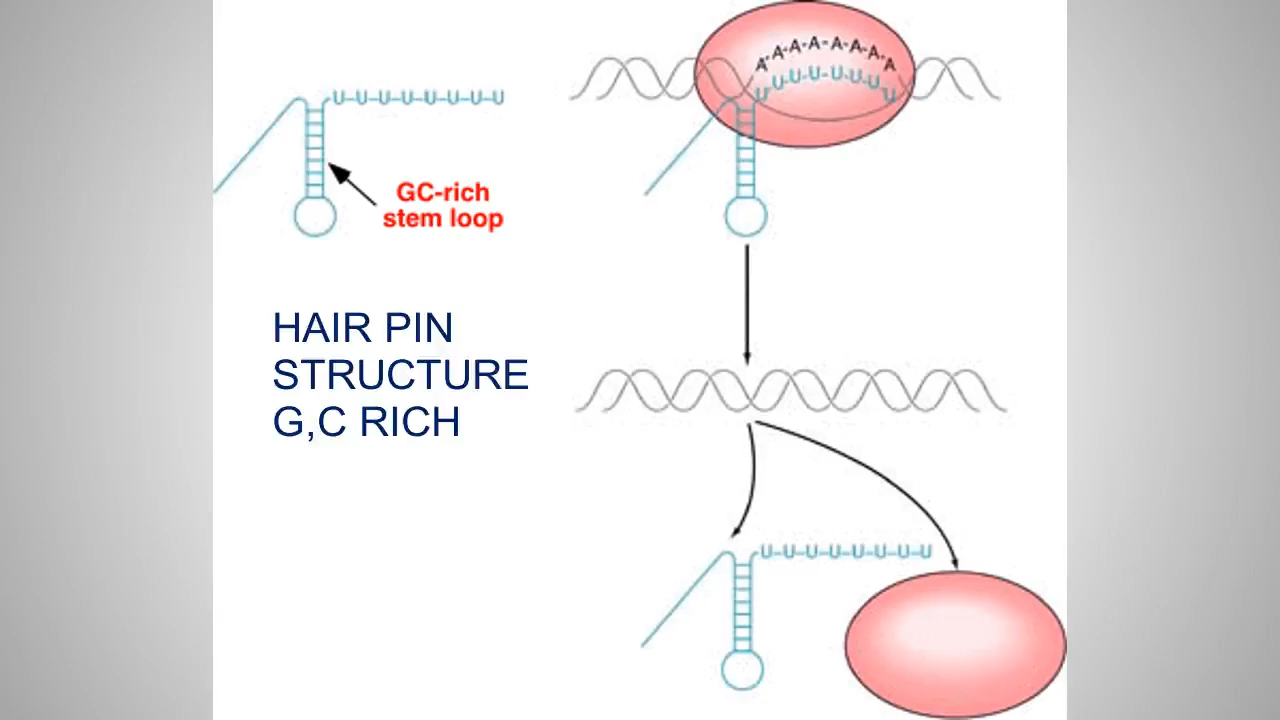 A-A-A-A-A-A-A-A
U-U-U-U-U-U-U-U
U-U-U-U-U-U-U-U
GC-rich
stem loop
HAIR PIN
STRUCTURE
G,C RICH
U-U-U-U-U-U-U-U